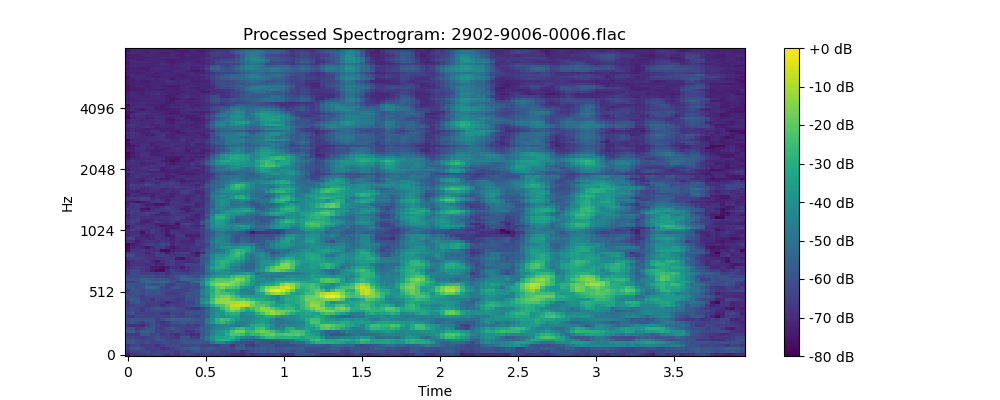 Processed Spectrogram: 2902-9006-0006.flac
Hz
4096
2048
1024
512
0
0 0.5 1 1.5 2 2.5 3 3.5
Time
+0 dB
-10 dB
-20 dB
-30 dB
-40 dB
-50 dB
-60 dB
-70 dB
-80 dB